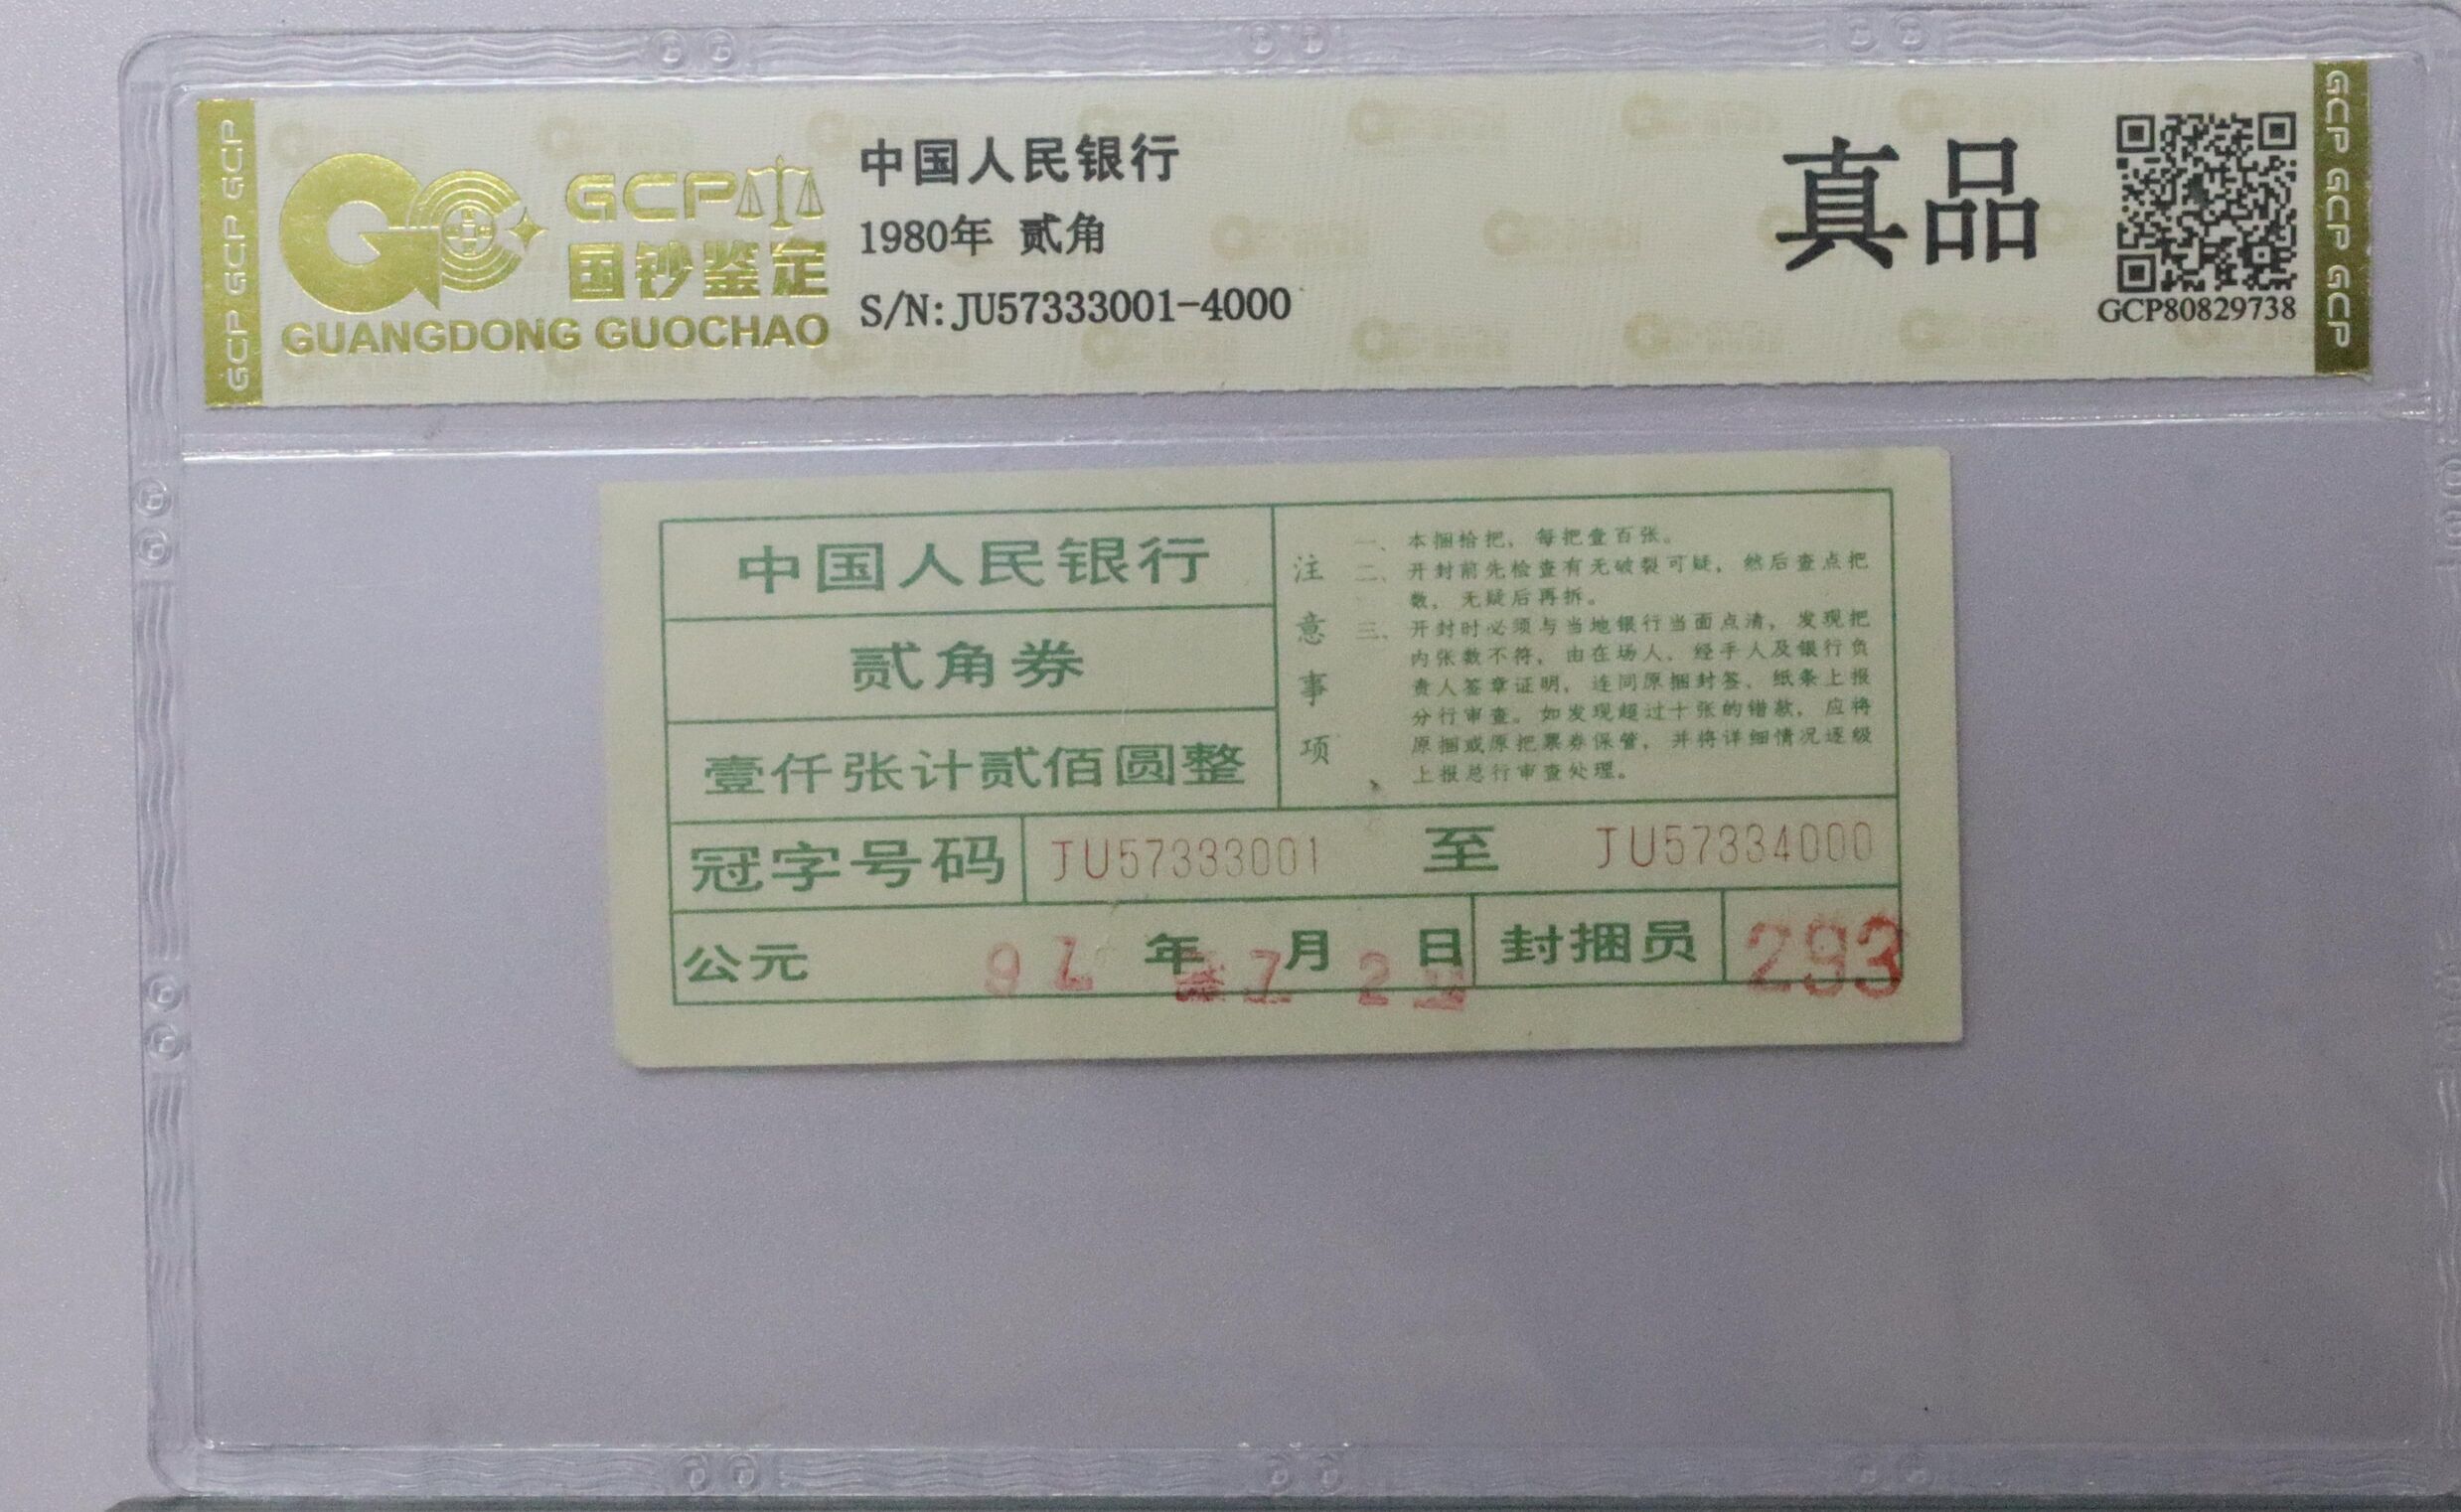 GCP GCP GCP
GCP
国钞鉴定
GUANGDONG GUOCHAO
中国人民银行
1980年 贰角
S/N:JU57333001-4000
真品
GCP80829738
GCP GCP GCP
中国人民银行
贰角券
壹仟张计贰佰圆整
注意事项
一、本捆拾把，每把壹百张。
二、开封前先检查有无破裂可疑，然后查点把
数，无疑后再拆。
三、开封时必须与当地银行当面点清，发现把
内张数不符，由在场人、经手人及银行负
责人签章证明，连同原捆封签、纸条上报
分行审查。如发现超过十张的错款，应将
原捆或原把票券保管，并将详细情况逐级
上报总行审查处理。
冠字号码 JU57333001 至 JU57334000
公元 9 年 7 月 2 日 封捆员 293